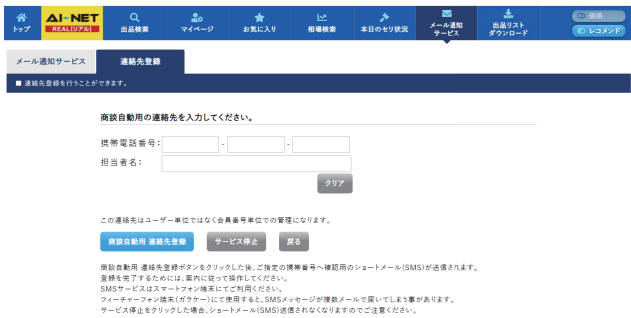 トップ
AI-NET
REAL[リアル]
出品検索
マイページ
お気に入り
相場検索
本日のセリ状況
メール通知
サービス
出品リスト
ダウンロード
価格
レコメンド
メール通知サービス
連絡先登録
■ 連絡先登録を行うことができます。
商談自動用の連絡先を入力してください。
携帯電話番号： - -
担当者名：
クリア
この連絡先はユーザー単位ではなく会員番号単位での管理になります。
商談自動用 連絡先登録 サービス停止 戻る
商談自動用 連絡先登録ボタンをクリックした後、ご指定の携帯番号へ確認用のショートメール(SMS)が送信されます。
登録を完了するためには、案内に従って操作してください。
SMSサービスはスマートフォン端末にてご利用ください。
フィーチャーフォン端末(ガラケー)にて使用すると、SMSメッセージが複数メールで届いてしまう事があります。
サービス停止をクリックした場合、ショートメール(SMS)送信されなくなりますのでご注意ください。